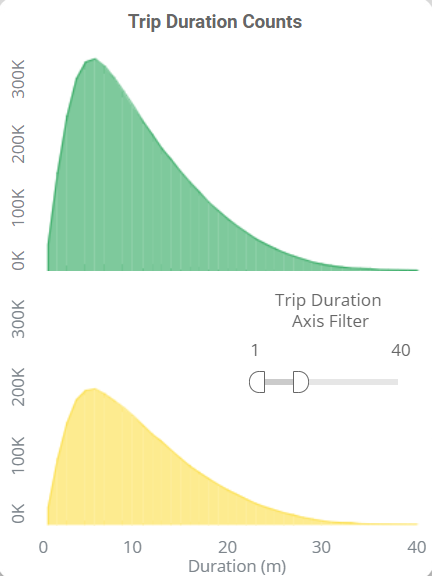 Trip Duration Counts
300K
200K
100K
0K
Trip Duration
Axis Filter
1 40
300K
200K
100K
0K
0 10 20 30 40
Duration (m)